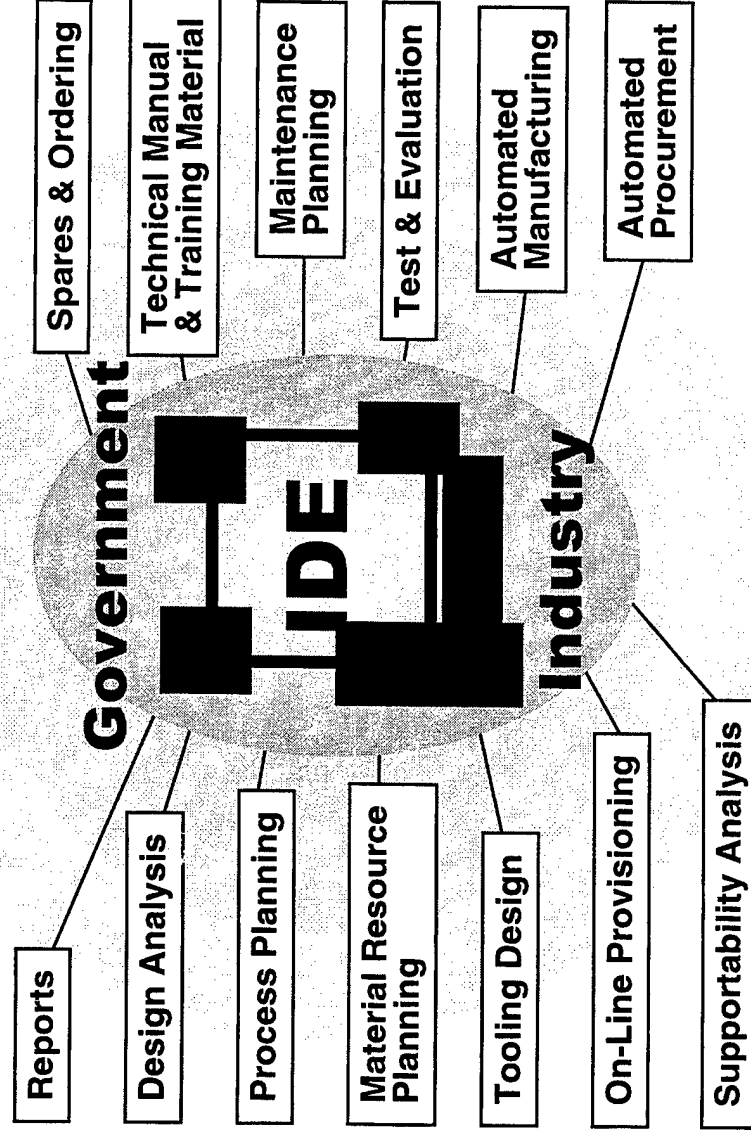 Government
IDE
Industry
Reports
Design Analysis
Process Planning
Material Resource
Planning
Tooling Design
On-Line Provisioning
Supportability Analysis
Spares & Ordering
Technical Manual
& Training Material
Maintenance
Planning
Test & Evaluation
Automated
Manufacturing
Automated
Procurement